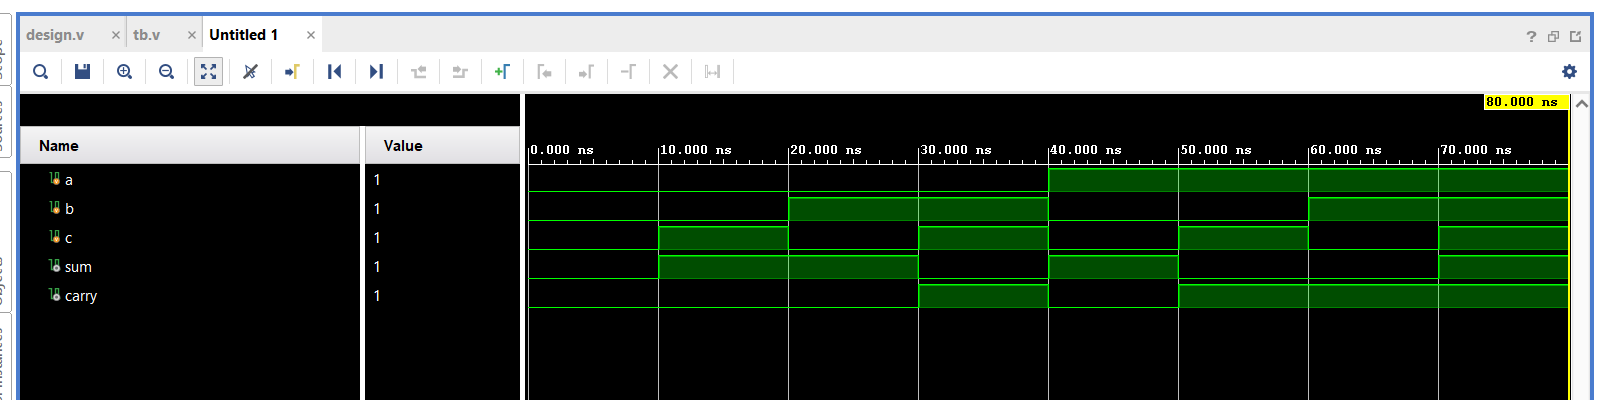 design.v × tb.v × Untitled 1 ×
?
80.000 ns
Name Value
0.000 ns 10.000 ns 20.000 ns 30.000 ns 40.000 ns 50.000 ns 60.000 ns 70.000 ns
a 1
b 1
c 1
sum 1
carry 1